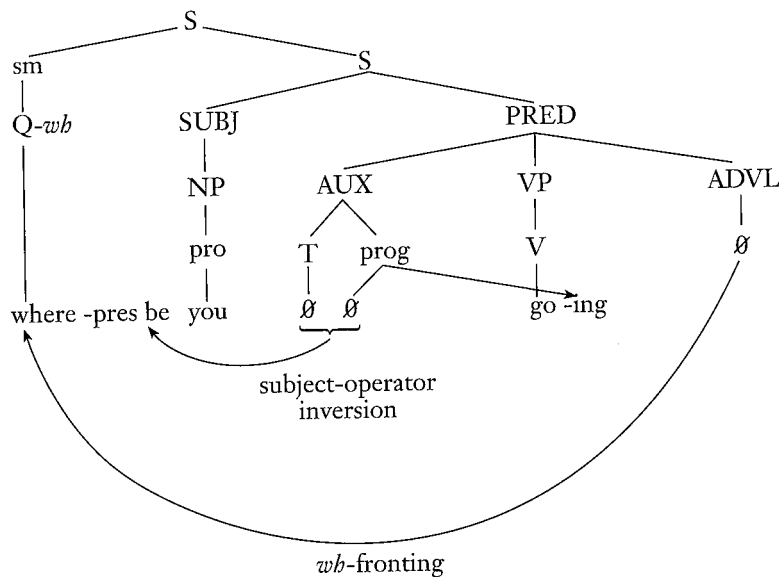 S
sm S
Q-wh SUBJ PRED
NP AUX VP ADVL
pro T prog V Ø
where -pres be you Ø Ø go -ing
subject-operator
inversion
wh-fronting